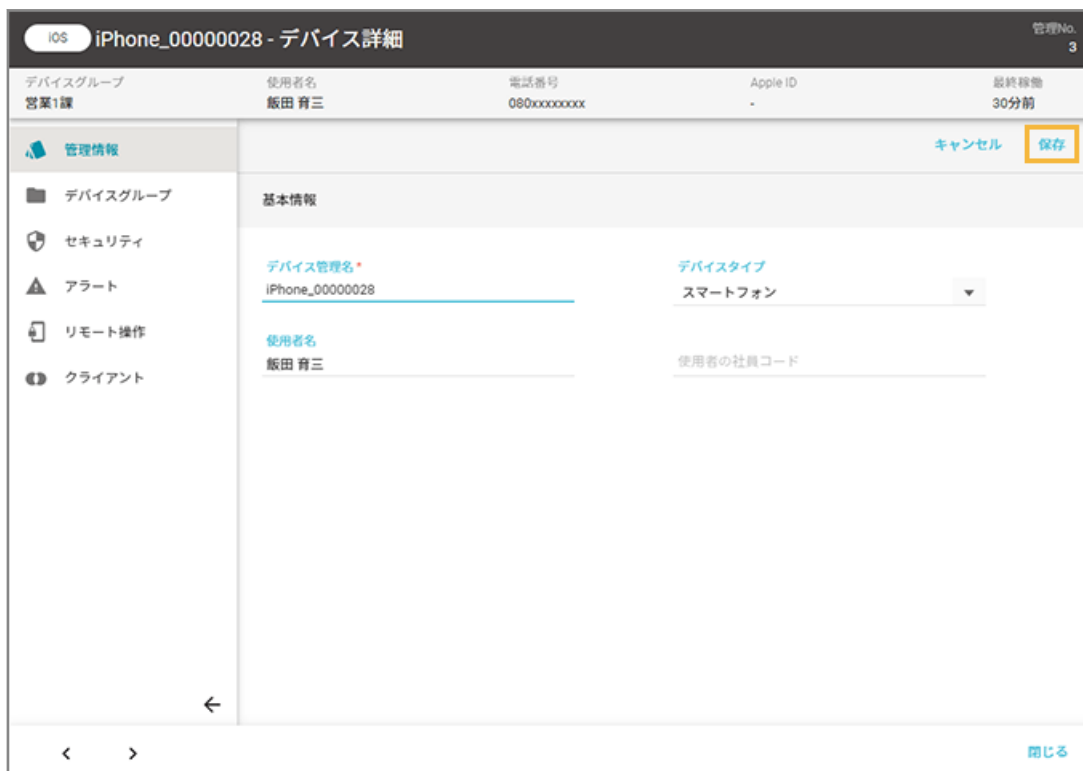 iOS iPhone_00000028 - デバイス詳細
管理No.
3
デバイスグループ 使用者名 電話番号 Apple ID 最終稼働
営業1課 飯田 育三 080xxxxxxxx - 30分前
管理情報
キャンセル 保存
デバイスグループ
基本情報
セキュリティ
デバイス管理名* デバイスタイプ
アラート
iPhone_00000028 スマートフォン
リモート操作
使用者名
飯田 育三 使用者の社員コード
クライアント
閉じる